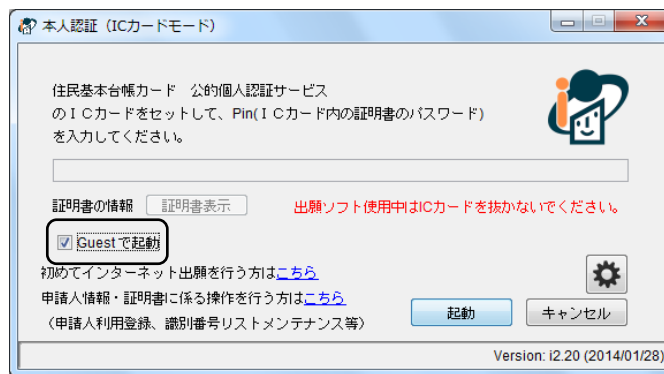 本人認証（ICカードモード）
住民基本台帳カード　公的個人認証サービス
のＩＣカードをセットして、Pin(ＩＣカード内の証明書のパスワード)
を入力してください。
証明書の情報 証明書表示 出願ソフト使用中はICカードを抜かないでください。
Guestで起動
初めてインターネット出願を行う方はこちら
申請人情報・証明書に係る操作を行う方はこちら
（申請人利用登録、識別番号リストメンテナンス等）
起動 キャンセル
Version: i2.20 (2014/01/28)